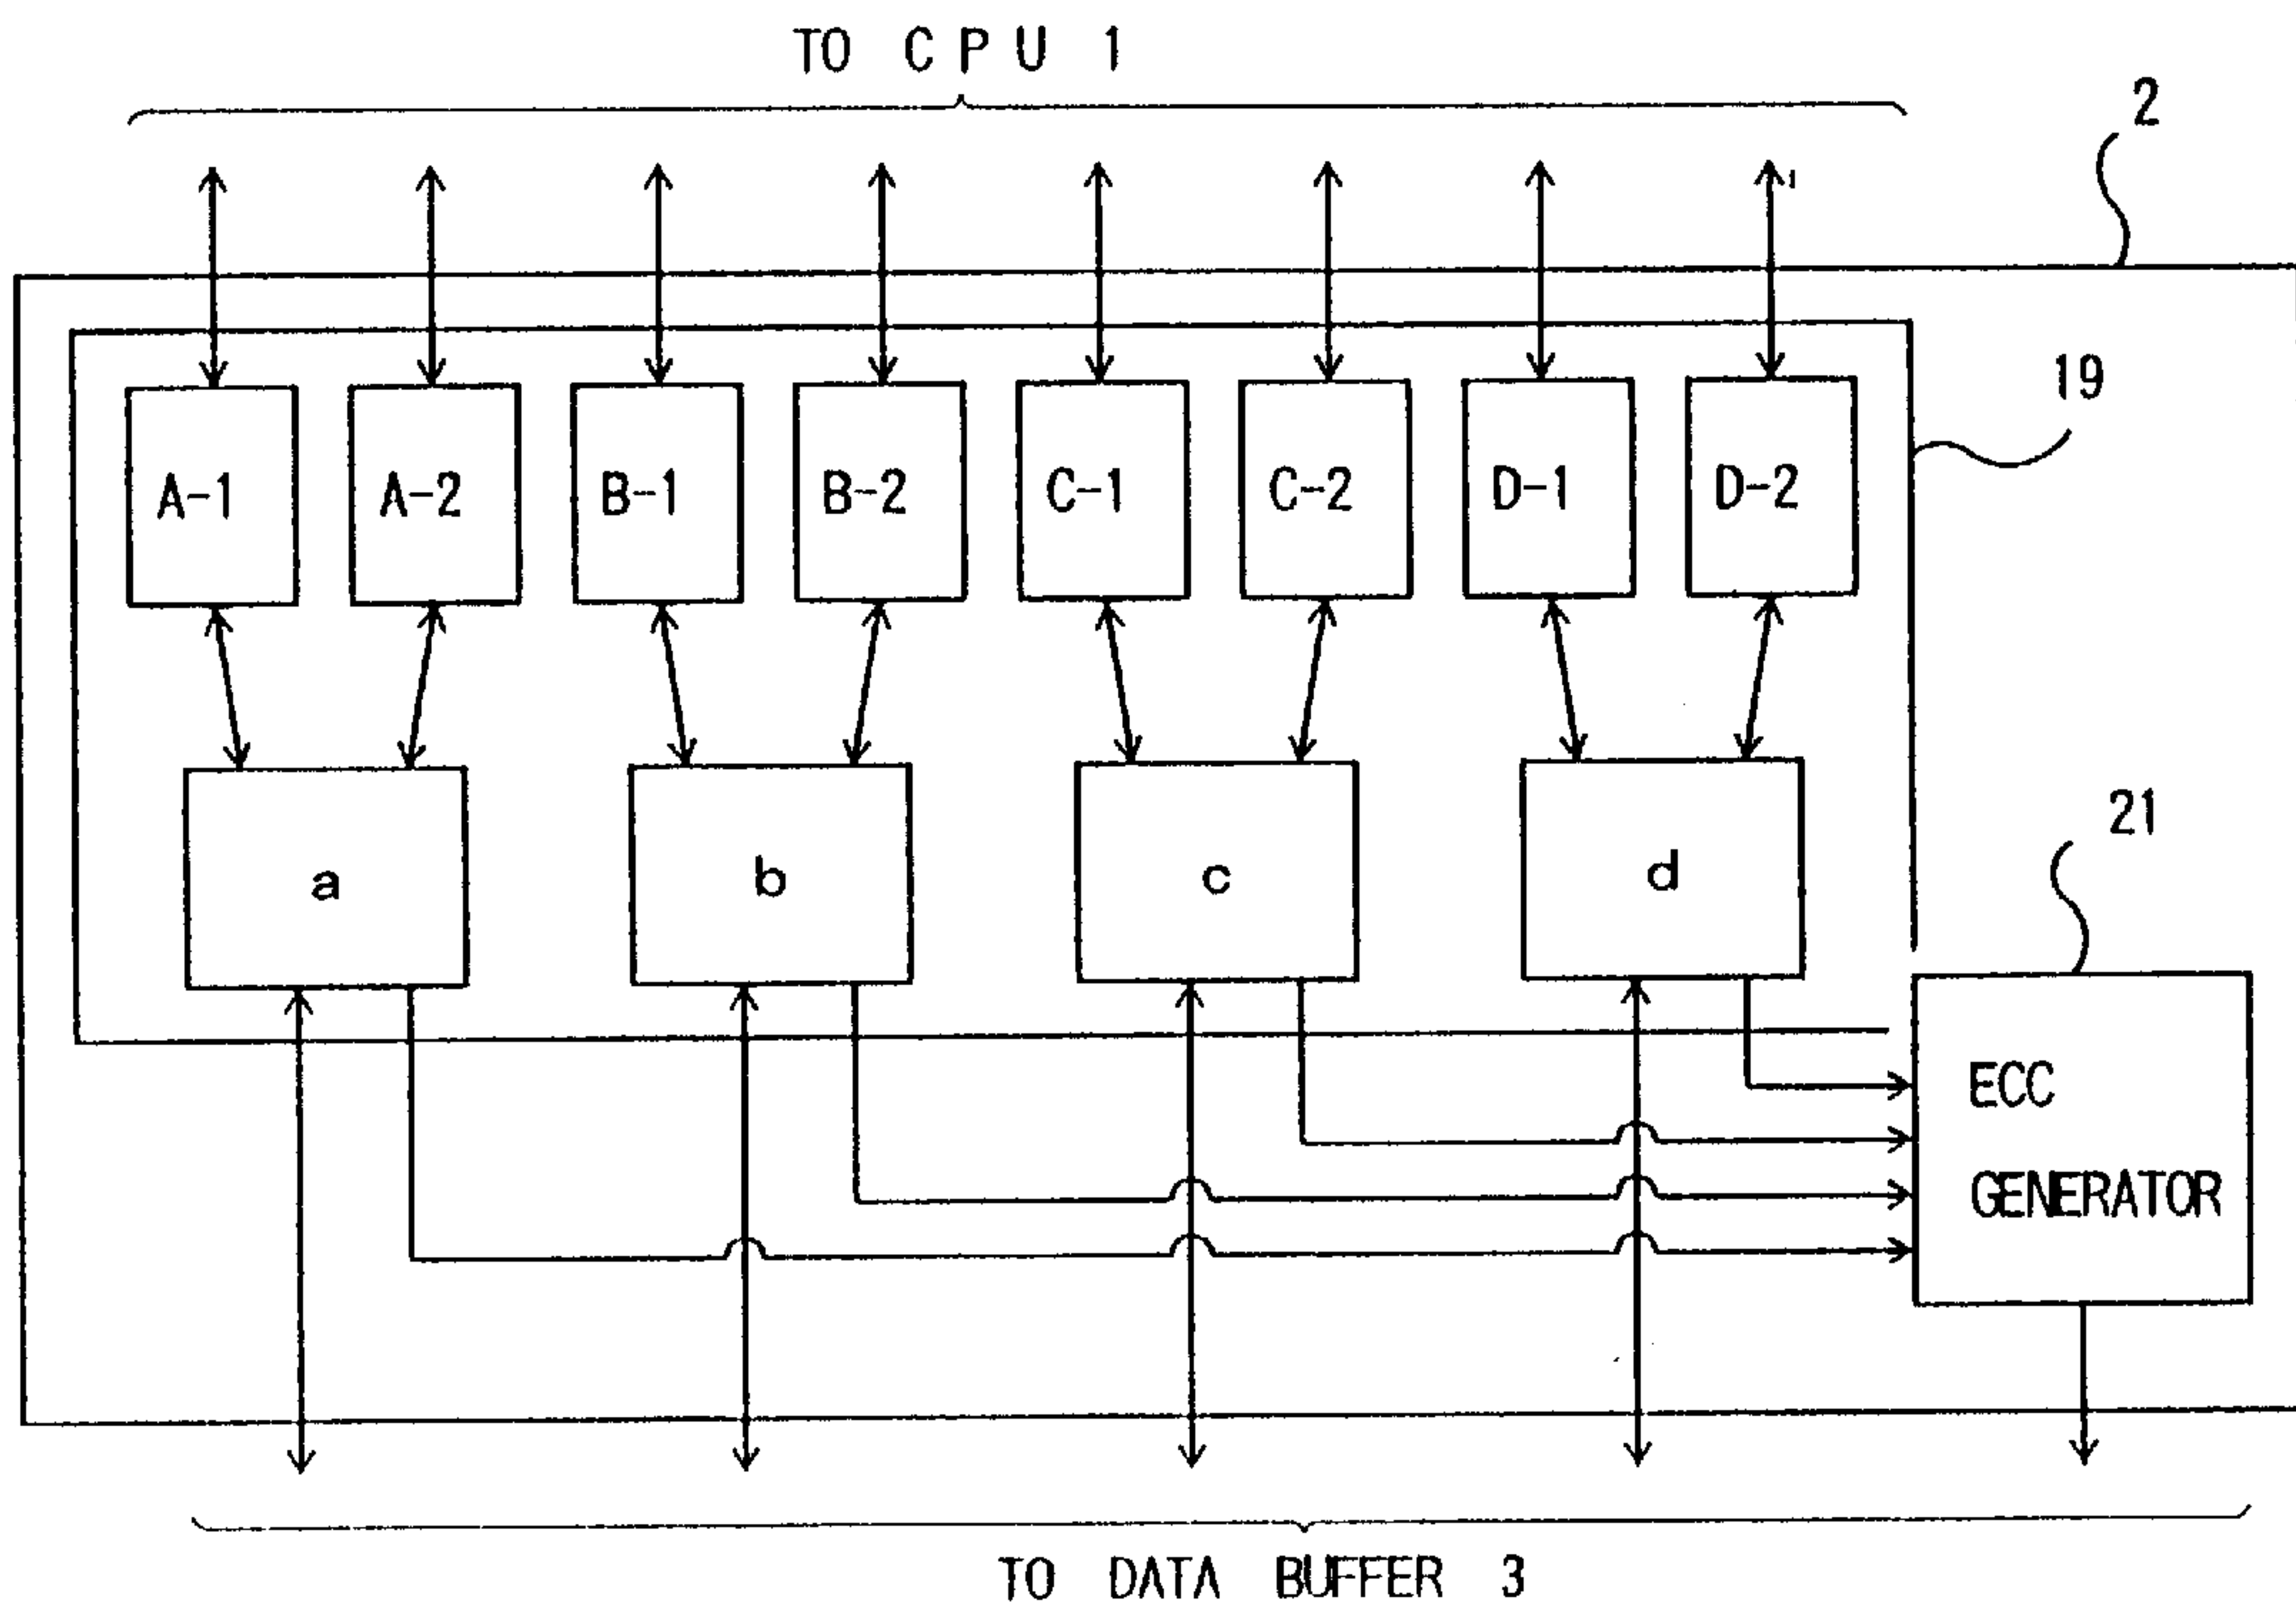 TO CPU 1
2
19
A-1 A-2 B-1 B-2 C-1 C-2 D-1 D-2
21
a b c d
ECC
GENERATOR
TO DATA BUFFER 3